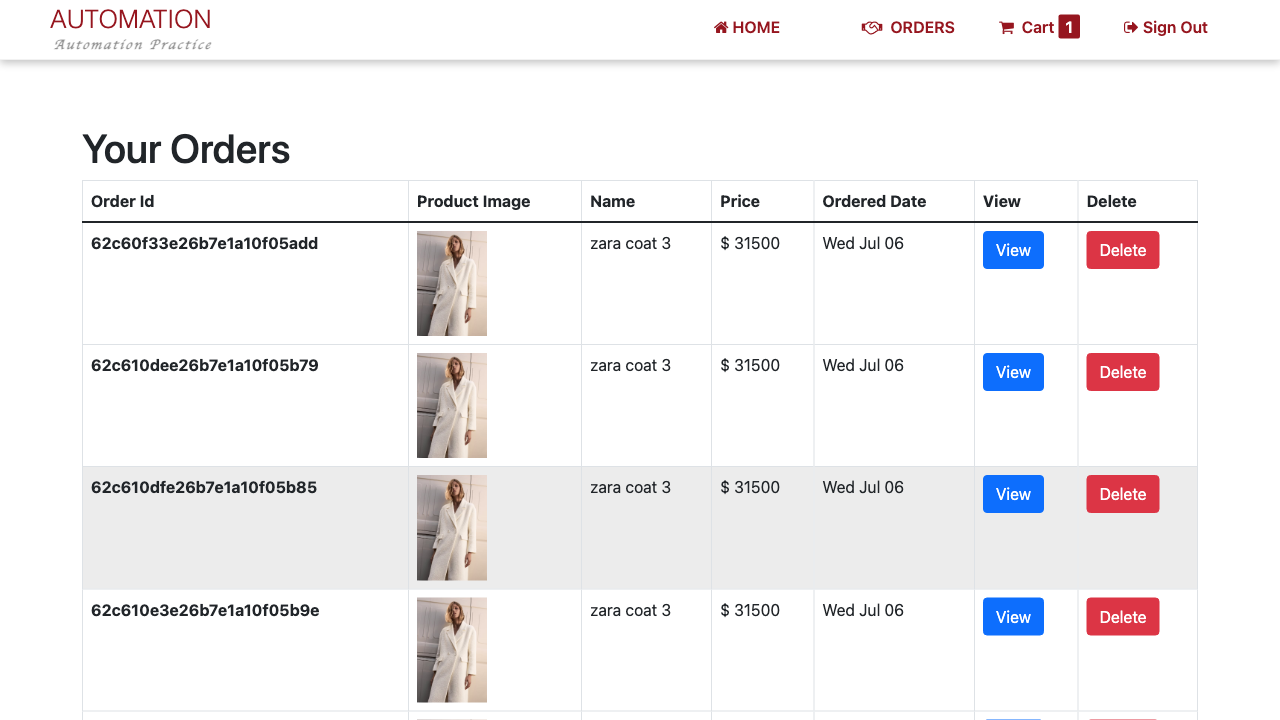 AUTOMATION
Automation Practice
HOME ORDERS Cart 1 Sign Out
Your Orders
Order Id Product Image Name Price Ordered Date View Delete
62c60f33e26b7e1a10f05add zara coat 3 $ 31500 Wed Jul 06 View Delete
62c610dee26b7e1a10f05b79 zara coat 3 $ 31500 Wed Jul 06 View Delete
62c610dfe26b7e1a10f05b85 zara coat 3 $ 31500 Wed Jul 06 View Delete
62c610e3e26b7e1a10f05b9e zara coat 3 $ 31500 Wed Jul 06 View Delete